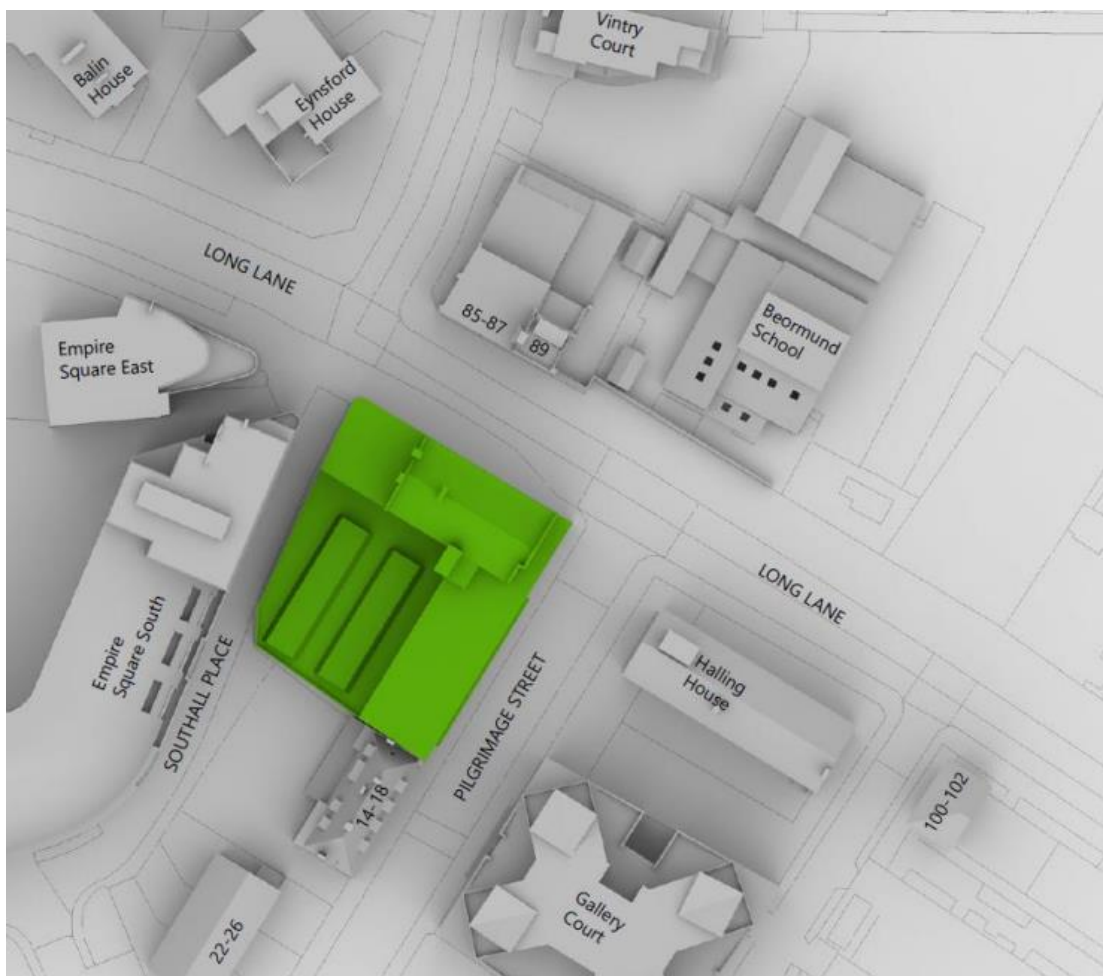 Vintry
Court
Balin
House
Eynsford
House
LONG LANE
85-87
89
Beormund
School
Empire
Square East
Empire
Square South
SOUTHALL PLACE
PILGRIMAGE STREET
LONG LANE
Halling
House
14-18
100-102
22-26
Gallery
Court